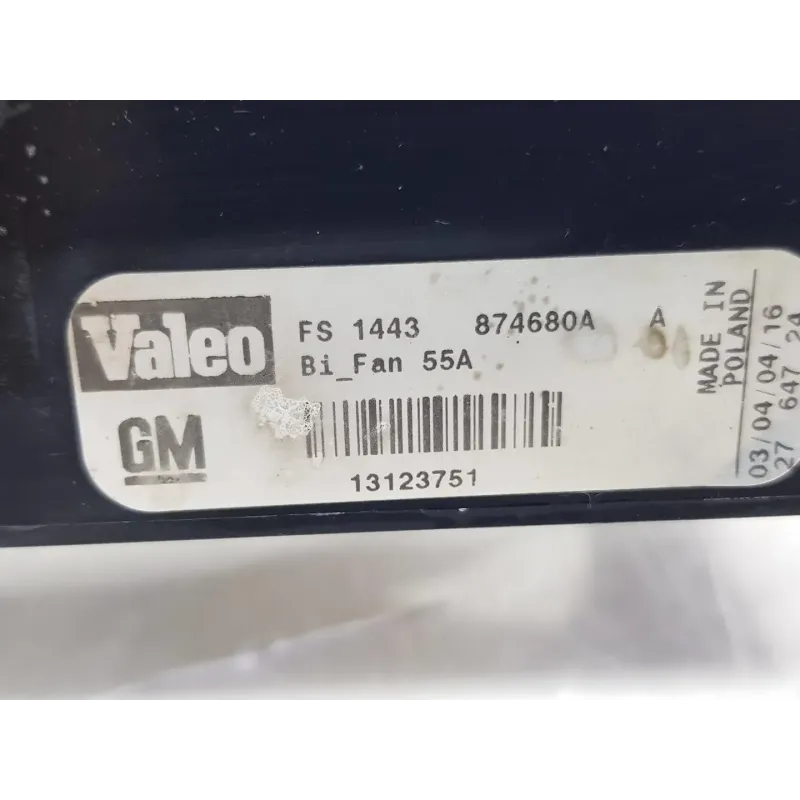 Valeo
FS 1443 874680A A
Bi_Fan 55A
GM
13123751
MADE IN
POLAND
03/04/04/16
27 647 24